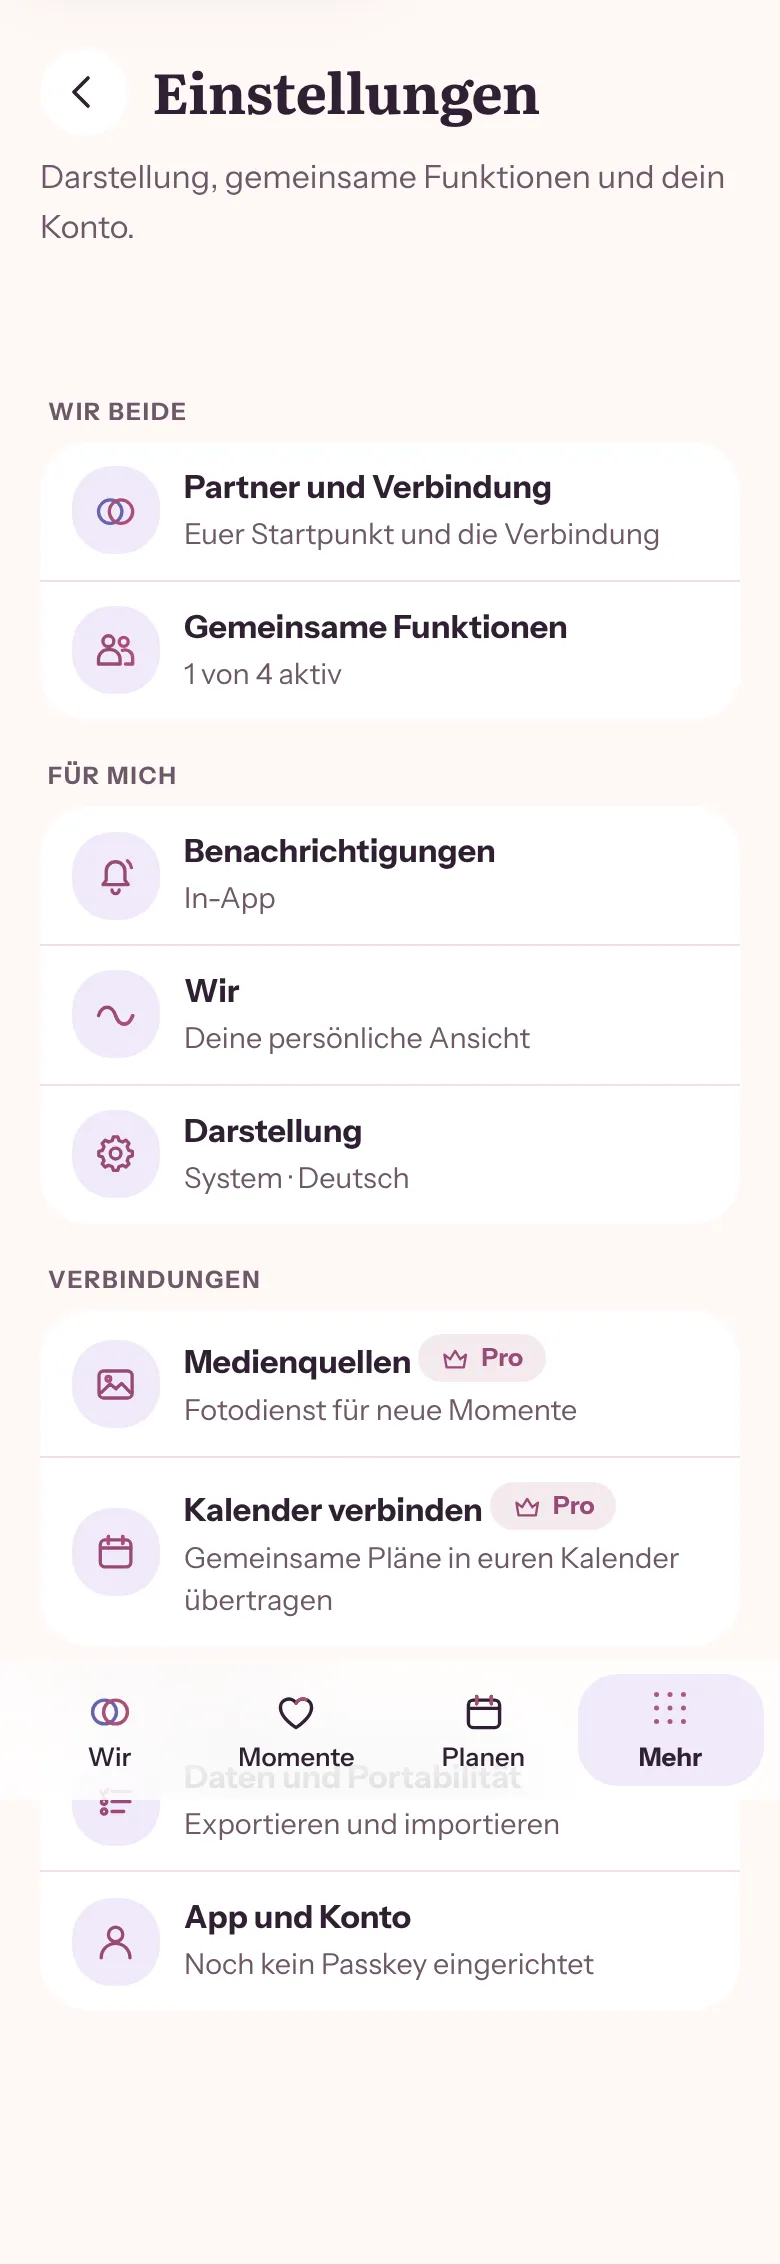 Einstellungen
Darstellung, gemeinsame Funktionen und dein
Konto.
WIR BEIDE
Partner und Verbindung
Euer Startpunkt und die Verbindung
Gemeinsame Funktionen
1 von 4 aktiv
FÜR MICH
Benachrichtigungen
In-App
Wir
Deine persönliche Ansicht
Darstellung
System · Deutsch
VERBINDUNGEN
Medienquellen Pro
Fotodienst für neue Momente
Kalender verbinden Pro
Gemeinsame Pläne in euren Kalender
übertragen
Wir Momente Planen Mehr
Daten und Portabilität
Exportieren und importieren
App und Konto
Noch kein Passkey eingerichtet